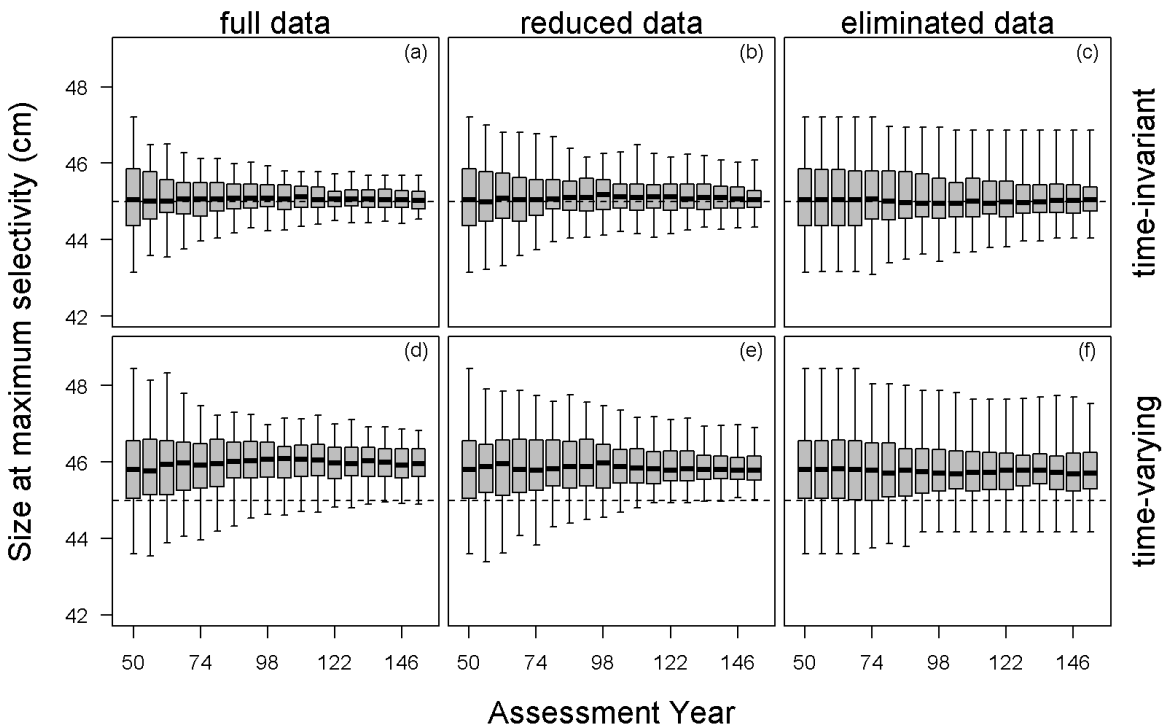 full data reduced data eliminated data
(a) (b) (c)
48
46
44
42
time-invariant
Size at maximum selectivity (cm)
(d) (e) (f)
48
46
44
42
time-varying
50 74 98 122 146 50 74 98 122 146 50 74 98 122 146
Assessment Year